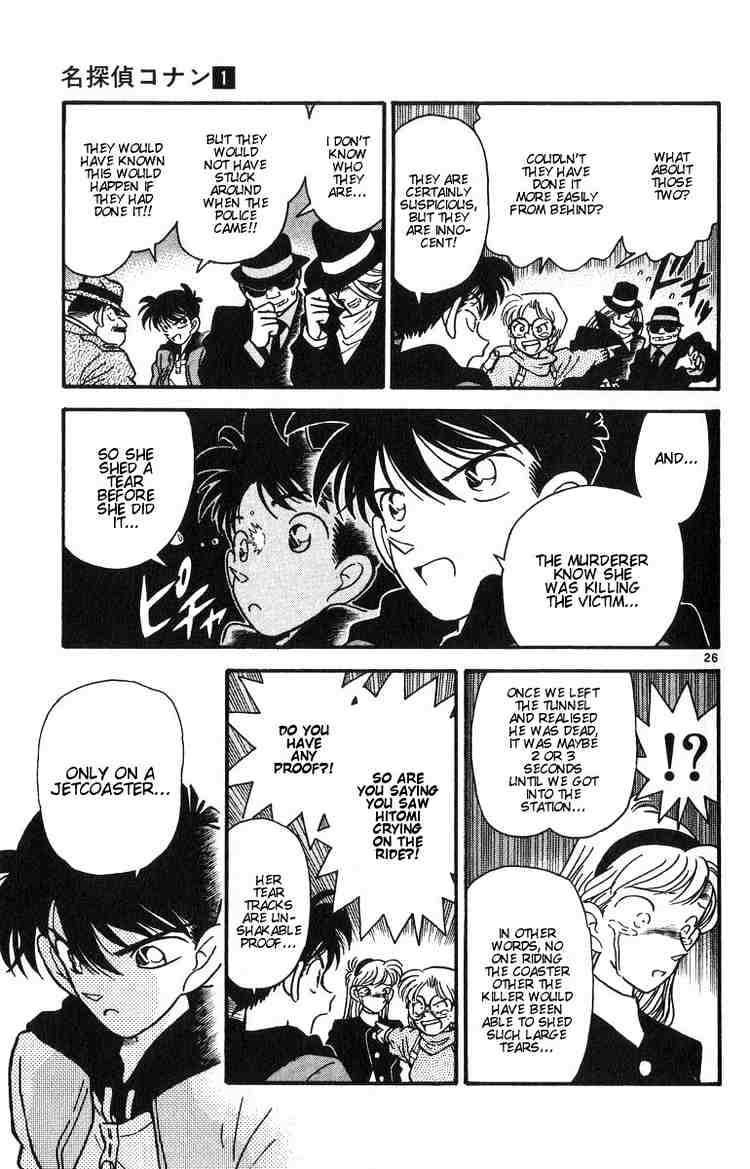 名探偵コナン1
WHAT
ABOUT
THOSE
TWO?
COULDN'T
THEY HAVE
DONE IT
MORE EASILY
FROM BEHIND?
THEY ARE
CERTAINLY
SUSPICIOUS,
BUT THEY
ARE INNO-
CENT!
I DON'T
KNOW
WHO
THEY
ARE...
BUT THEY
WOULD
NOT HAVE
STUCK
AROUND
WHEN THE
POLICE
CAME!!
THEY WOULD
HAVE KNOWN
THIS WOULD
HAPPEN IF
THEY HAD
DONE IT!!
AND...
THE MURDERER
KNOW SHE
WAS KILLING
THE VICTIM...
SO SHE
SHED A
TEAR
BEFORE
SHE DID
IT...
ピチャ
26
!?
ONCE WE LEFT
THE TUNNEL
AND REALISED
HE WAS DEAD,
IT WAS MAYBE
2 OR 3
SECONDS
UNTIL WE GOT
INTO THE
STATION...
IN OTHER
WORDS, NO
ONE RIDING
THE COASTER
OTHER THE
KILLER WOULD
HAVE BEEN
ABLE TO SHED
SUCH LARGE
TEARS...
SO ARE
YOU SAYING
YOU SAW
HITOMI
CRYING
ON THE
RIDE?!
DO YOU
HAVE
ANY
PROOF?!
HER
TEAR
TRACKS
ARE UN-
SHAKABLE
PROOF...
ONLY ON A
JETCOASTER...